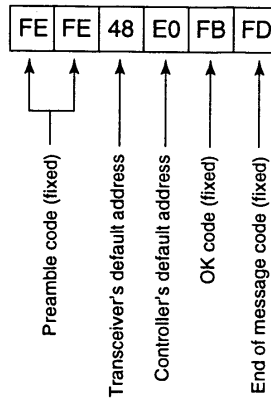 FE FE 48 E0 FB FD
Preamble code (fixed)
Transceiver's default address
Controller's default address
OK code (fixed)
End of message code (fixed)